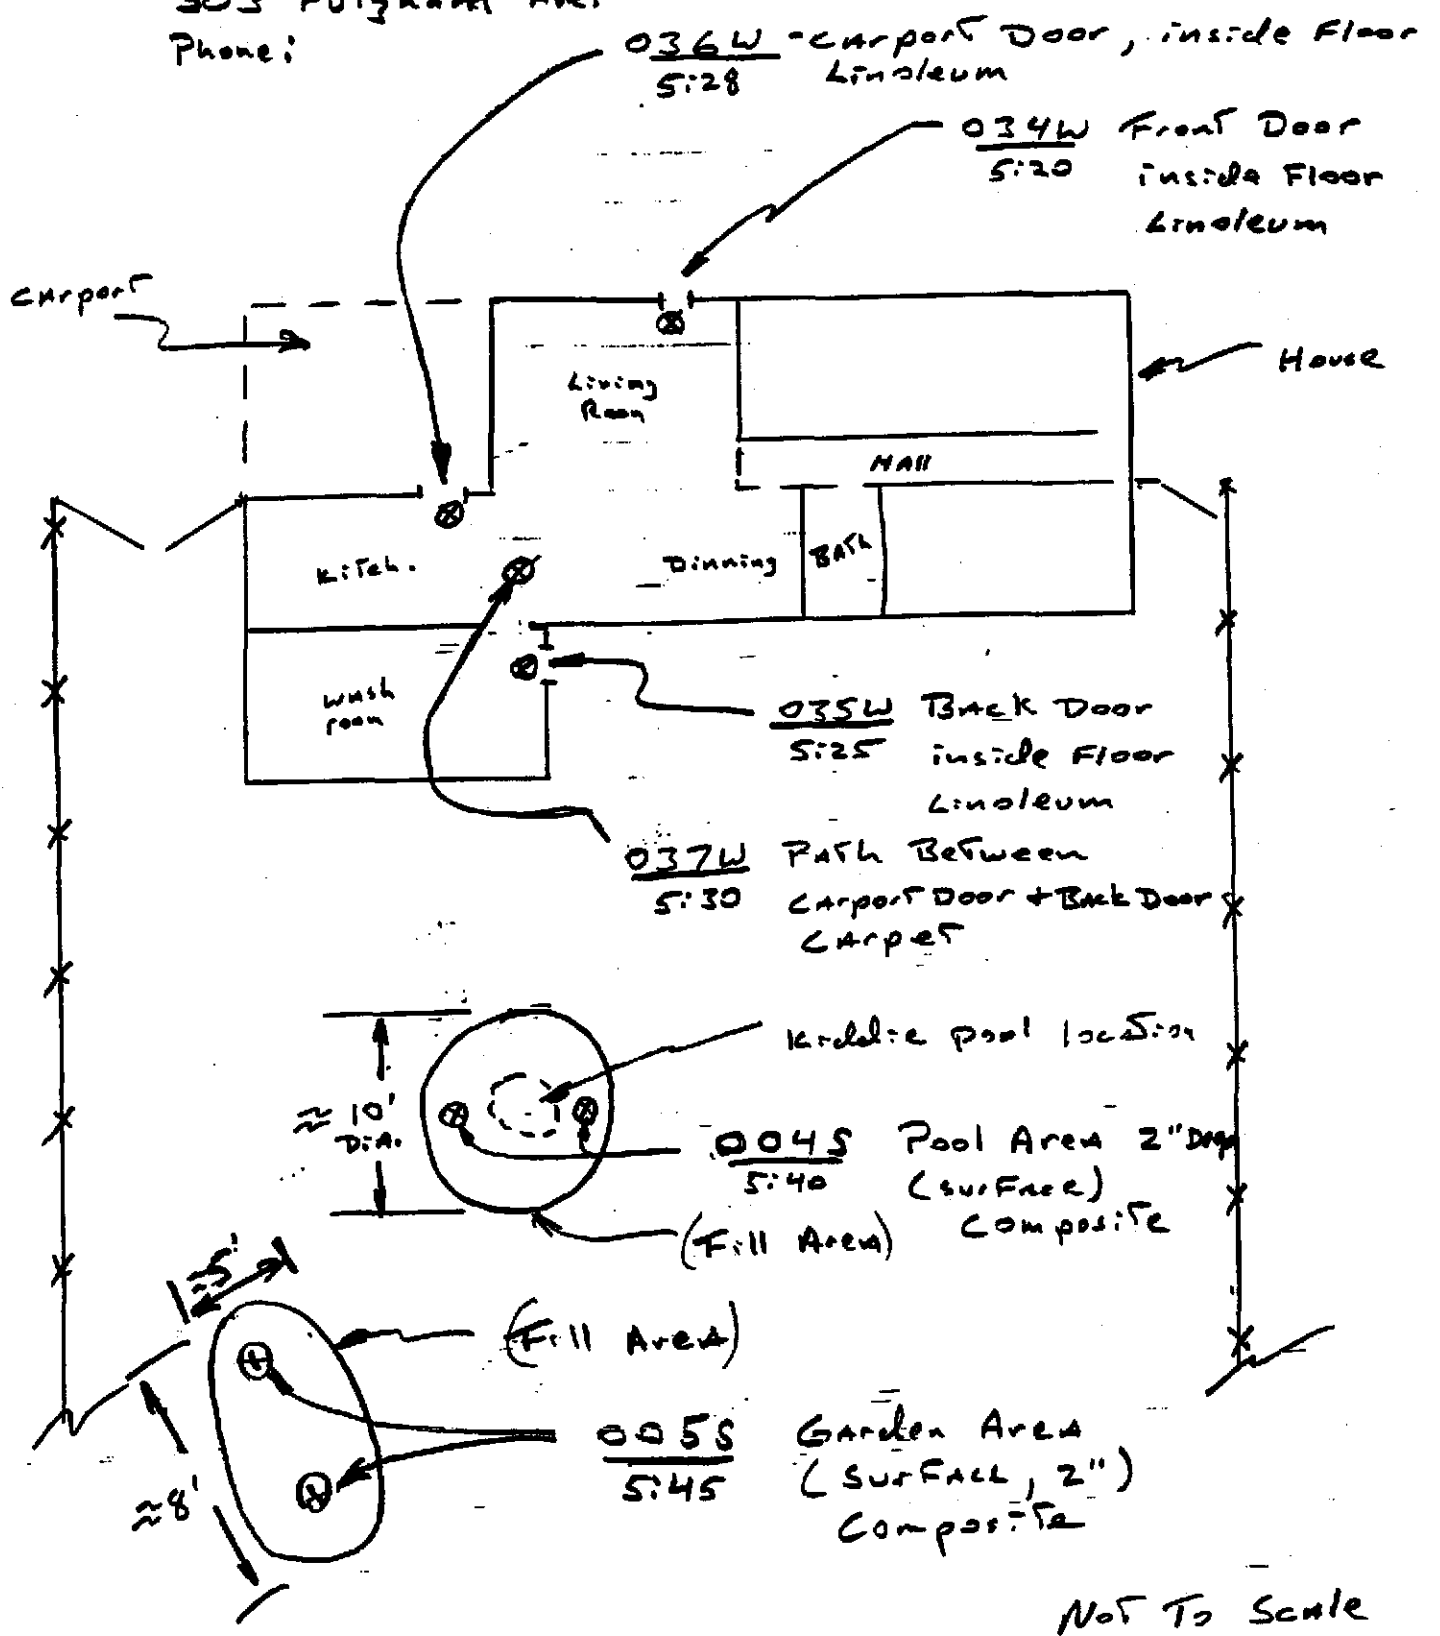 Phone:
036W - Carport Door, inside Floor
5:28 Linoleum
034W Front Door
5:20 inside Floor
Linoleum
Carport
House
Living
Room
Hall
Kitch.
Dinning
Bath
Wash
room
035W Back Door
5:25 inside Floor
Linoleum
037W Path Between
5:30 Carport Door + Back Door
Carpet
Kiddie pool location
≈ 10'
Dia.
004S Pool Area 2" Deep
5:40 (surface)
Composite
(Fill Area)
≈5'
(Fill Area)
005S Garden Area
5:45 (Surface, 2")
Composite
≈8'
Not To Scale